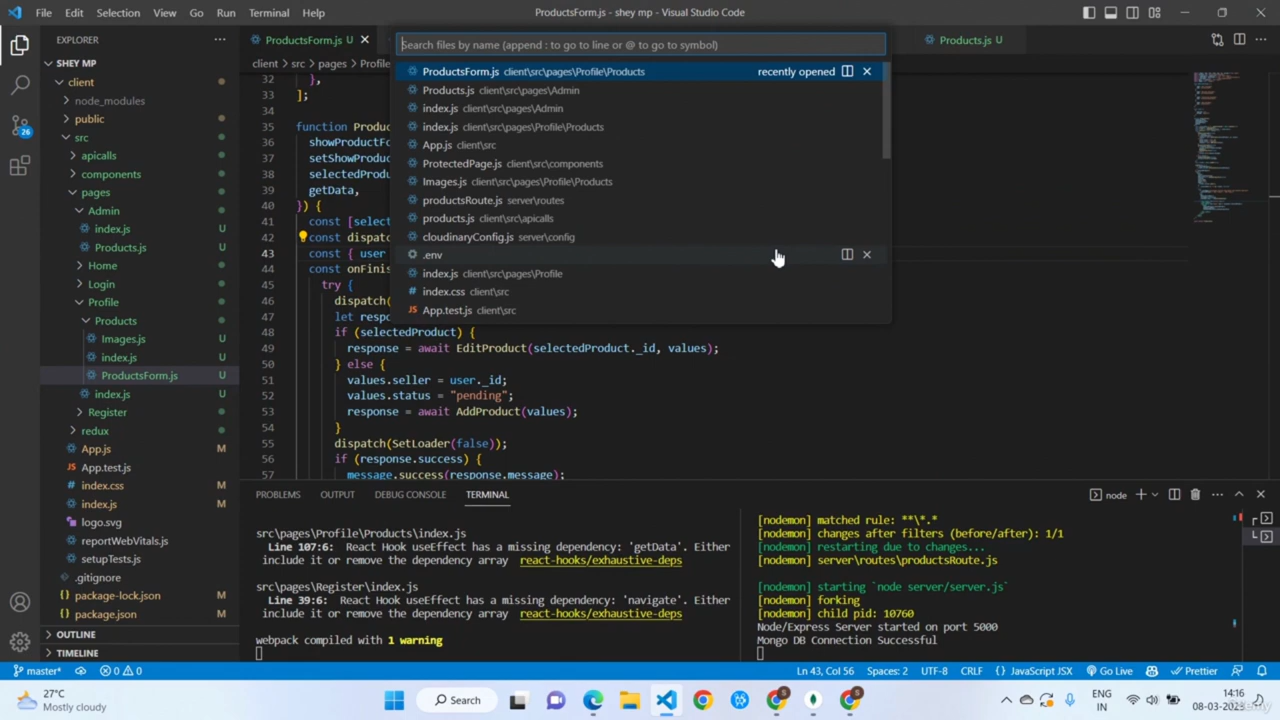 File Edit Selection View Go Run Terminal Help
ProductsForm.js - shey mp - Visual Studio Code
EXPLORER
SHEY MP
client
node_modules
public
src
apicalls
components
pages
Admin
index.js U
Products.js U
Home
Login
Profile
Products
Images.js U
index.js U
ProductsForm.js U
index.js U
Register
redux
App.js M
App.test.js
index.css M
index.js M
logo.svg
reportWebVitals.js
setupTests.js
.gitignore
package-lock.json M
package.json M
OUTLINE
TIMELINE
26
ProductsForm.js U
Products.js U
client > src > pages > Profile
Search files by name (append : to go to line or @ to go to symbol)
ProductsForm.js client\src\pages\Profile\Products recently opened
Products.js client\src\pages\Admin
index.js client\src\pages\Admin
index.js client\src\pages\Profile\Products
App.js client\src
ProtectedPage.js client\src\components
Images.js client\src\pages\Profile\Products
productsRoute.js server\routes
products.js client\src\apicalls
cloudinaryConfig.js server\config
.env
index.js client\src\pages\Profile
index.css client\src
App.test.js client\src
32 },
33 ];
34
35 function Produc
36 showProductF
37 setShowProduc
38 selectedProdu
39 getData,
40 }) {
41 const [select
42 const dispatc
43 const { user
44 const onFinis
45 try {
46 dispatch(
47 let respo
48 if (selectedProduct) {
49 response = await EditProduct(selectedProduct._id, values);
50 } else {
51 values.seller = user._id;
52 values.status = "pending";
53 response = await AddProduct(values);
54 }
55 dispatch(SetLoader(false));
56 if (response.success) {
57 message.success(response.message);
PROBLEMS OUTPUT DEBUG CONSOLE TERMINAL
node
src\pages\Profile\Products\index.js
Line 107:6: React Hook useEffect has a missing dependency: 'getData'. Either
include it or remove the dependency array react-hooks/exhaustive-deps
src\pages\Register\index.js
Line 39:6: React Hook useEffect has a missing dependency: 'navigate'. Either
include it or remove the dependency array react-hooks/exhaustive-deps
webpack compiled with 1 warning
[nodemon] matched rule: **\*.*
[nodemon] changes after filters (before/after): 1/1
[nodemon] restarting due to changes...
[nodemon] server\routes\productsRoute.js
[nodemon] starting `node server/server.js`
[nodemon] forking
[nodemon] child pid: 10760
Node/Express Server started on port 5000
Mongo DB Connection Successful
master* 0 0
Ln 43, Col 56 Spaces: 2 UTF-8 CRLF JavaScript JSX Go Live Prettier
27°C
Mostly cloudy
Search
ENG
IN
14:16
08-03-2023